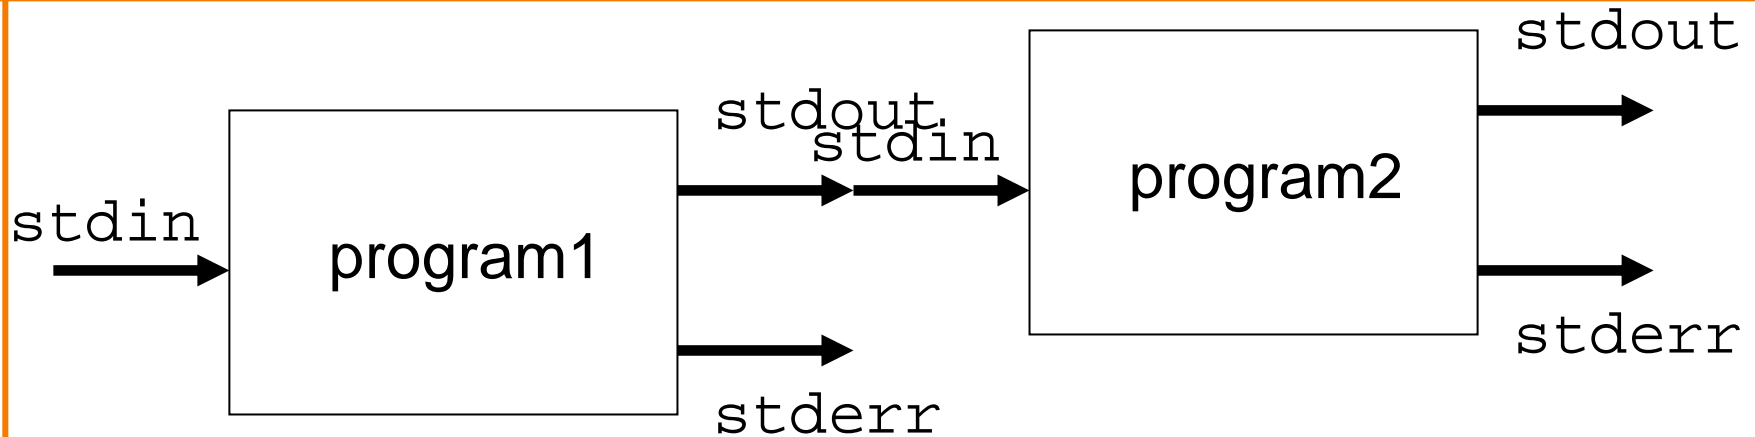 stdin
program1
stdout
stderr
stdin
program2
stdout
stderr